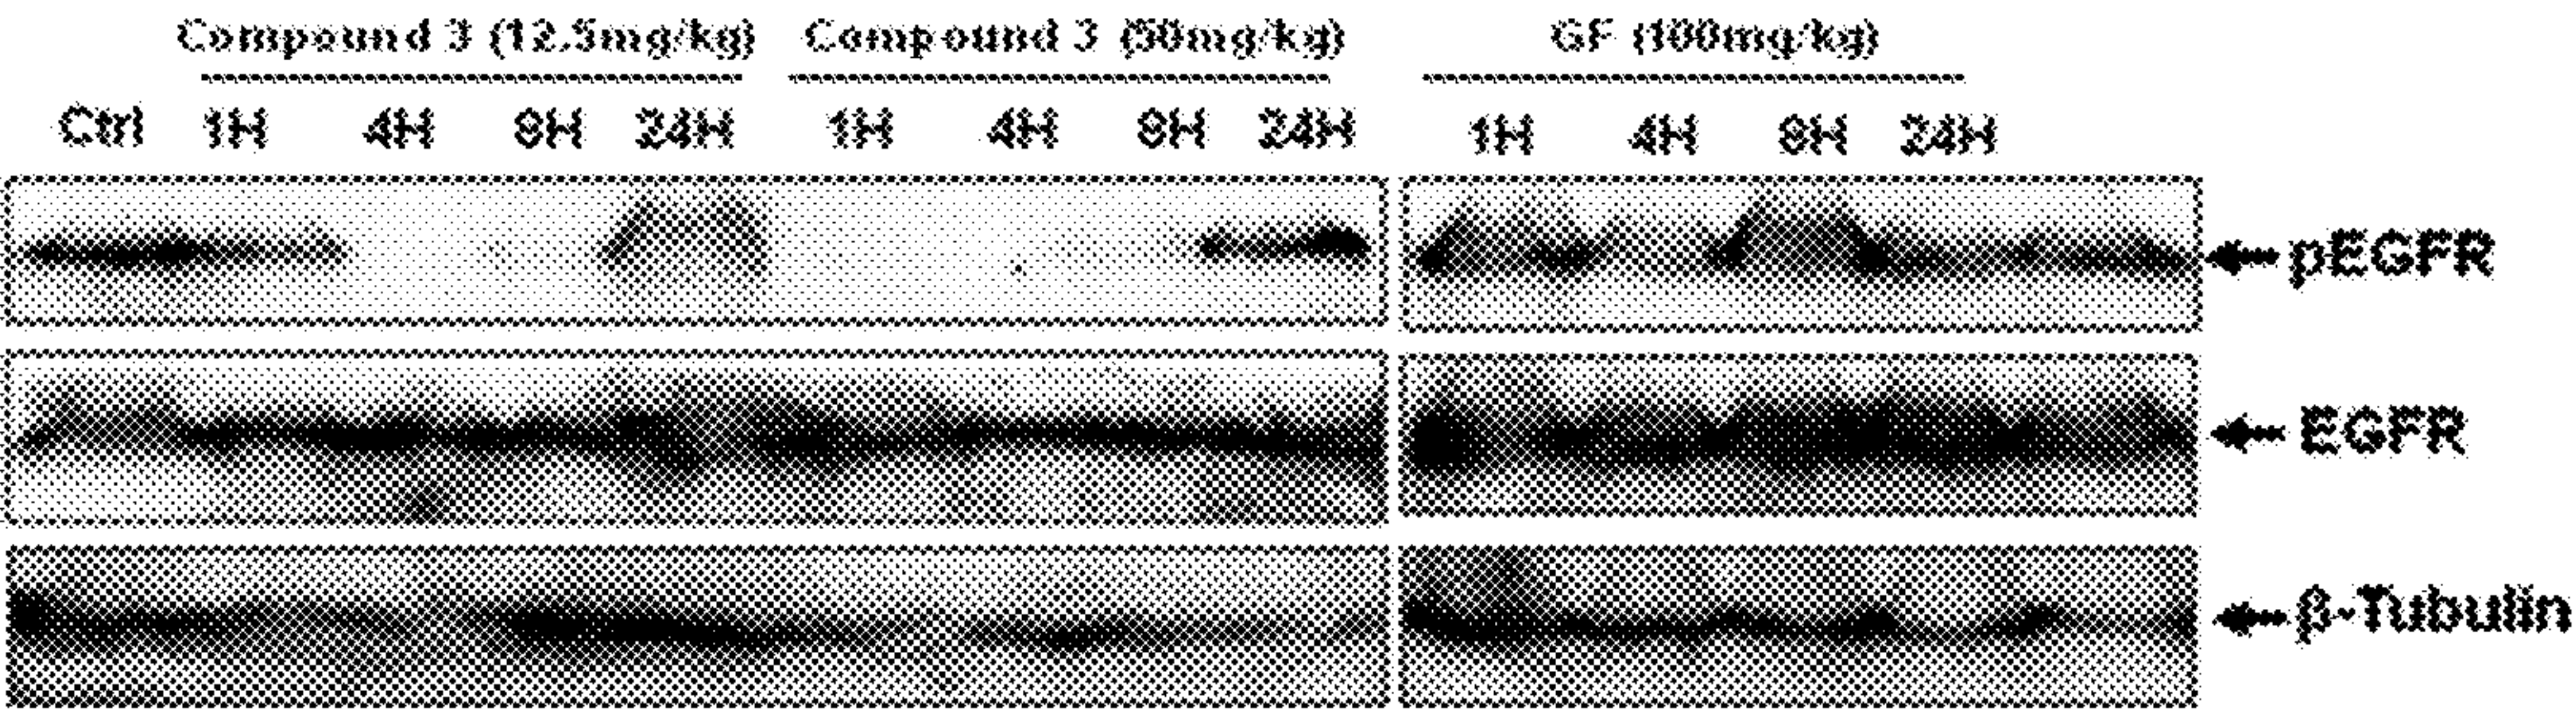 Compound 3 (12.5mg/kg) Compound 3 (50mg/kg) GF (100mg/kg)
Ctrl 1H 4H 8H 24H 1H 4H 8H 24H 1H 4H 8H 24H
pEGFR
EGFR
β-Tubulin